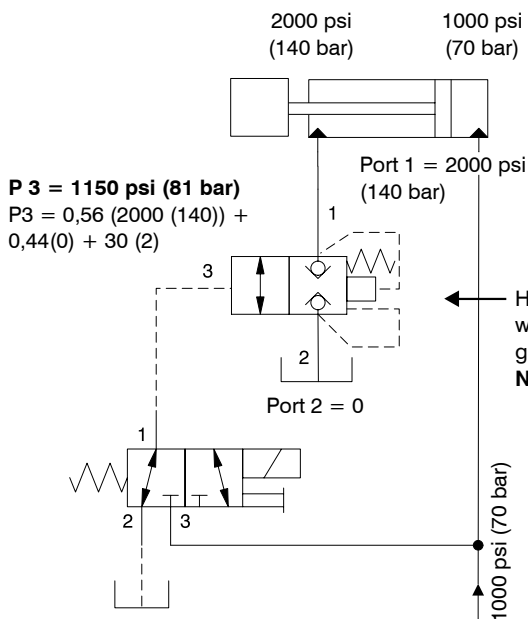 2000 psi
(140 bar)
1000 psi
(70 bar)
P 3 = 1150 psi (81 bar)
P3 = 0,56 (2000 (140)) +
0,44(0) + 30 (2)
Port 1 = 2000 psi
(140 bar)
1
3
2
Port 2 = 0
H
w
g
N
1
2
3
1000 psi (70 bar)